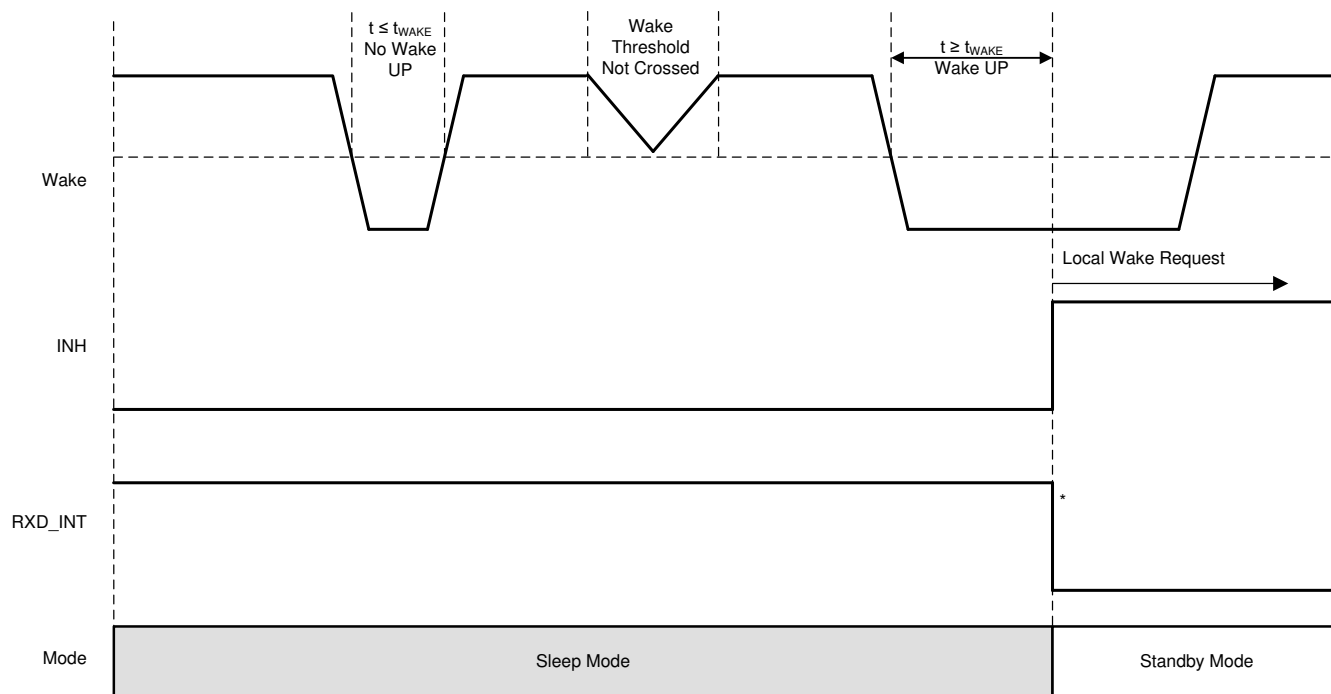 t ≤ tWAKE
No Wake
UP
Wake
Threshold
Not Crossed
t ≥ tWAKE
Wake UP
Wake
Local Wake Request
INH
RXD_INT
*
Mode
Sleep Mode
Standby Mode